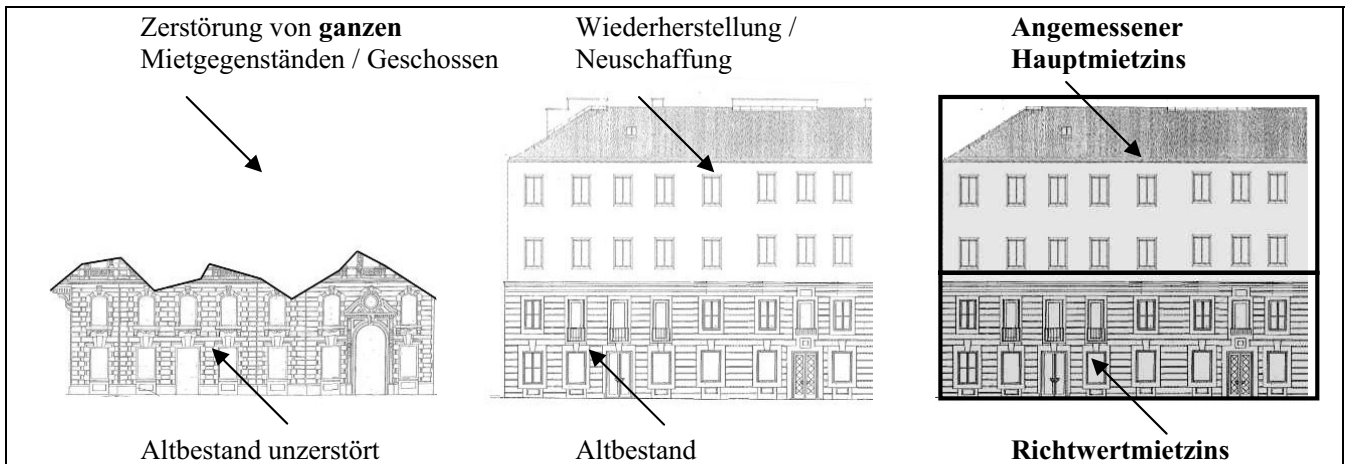 Zerstörung von ganzen
Mietgegenständen / Geschossen
Wiederherstellung /
Neuschaffung
Angemessener
Hauptmietzins
Altbestand unzerstört
Altbestand
Richtwertmietzins